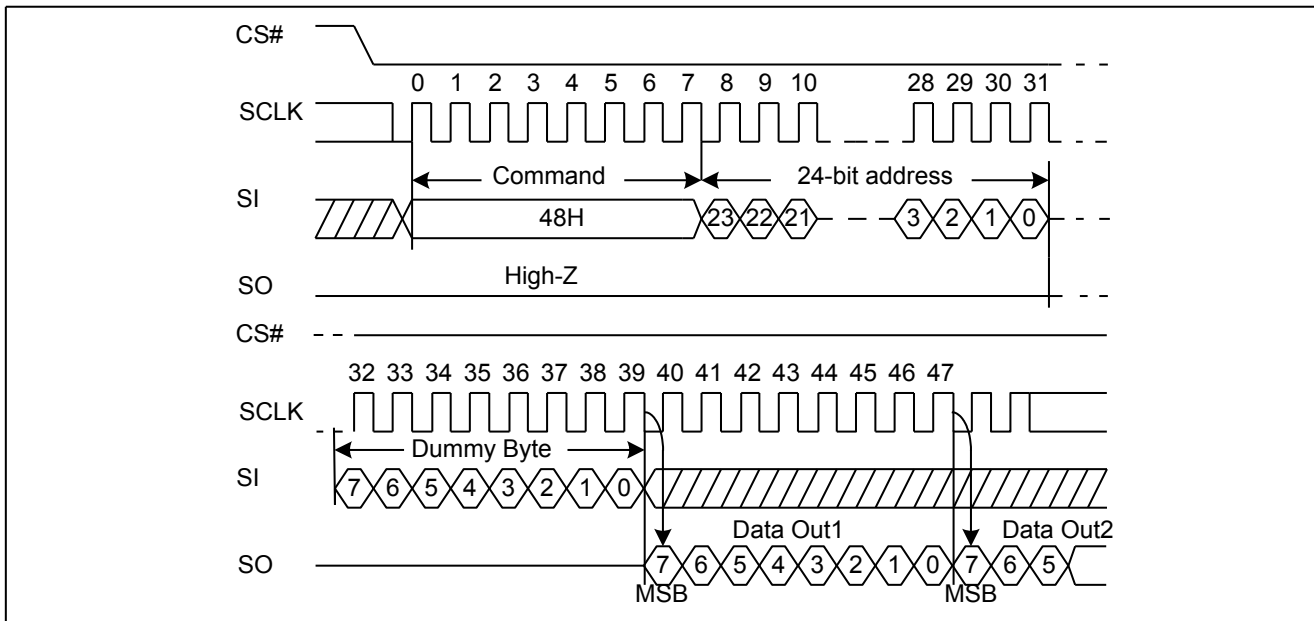 CS#
0 1 2 3 4 5 6 7 8 9 10 28 29 30 31
SCLK
Command 24-bit address
SI
48H 23 22 21 3 2 1 0
High-Z
SO
CS#
32 33 34 35 36 37 38 39 40 41 42 43 44 45 46 47
SCLK
Dummy Byte
SI
7 6 5 4 3 2 1 0
Data Out1 Data Out2
SO
7 6 5 4 3 2 1 0 7 6 5
MSB MSB